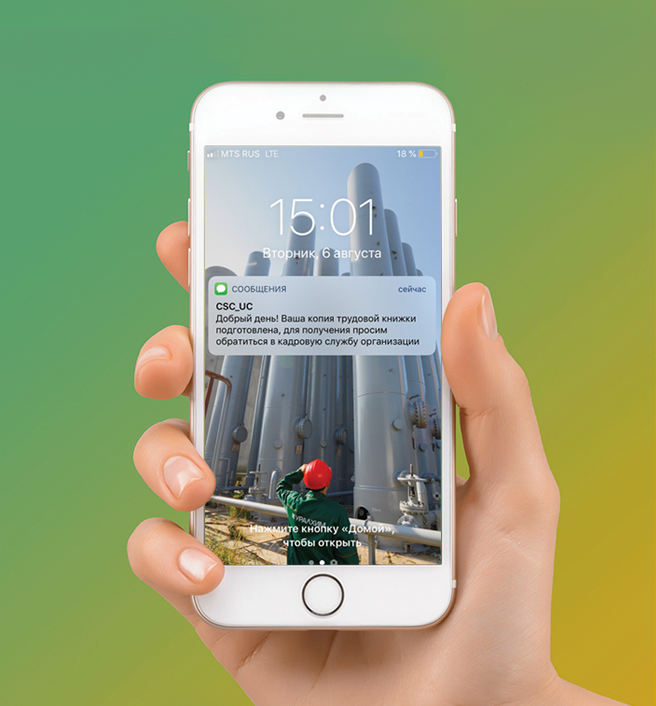 MTS RUS LTE 18 %
15:01
Вторник, 6 августа
СООБЩЕНИЯ сейчас
CSC_UC
Добрый день! Ваша копия трудовой книжки
подготовлена, для получения просим
обратиться в кадровую службу организации
УРАЛХИМ
Нажмите кнопку «Домой»,
чтобы открыть